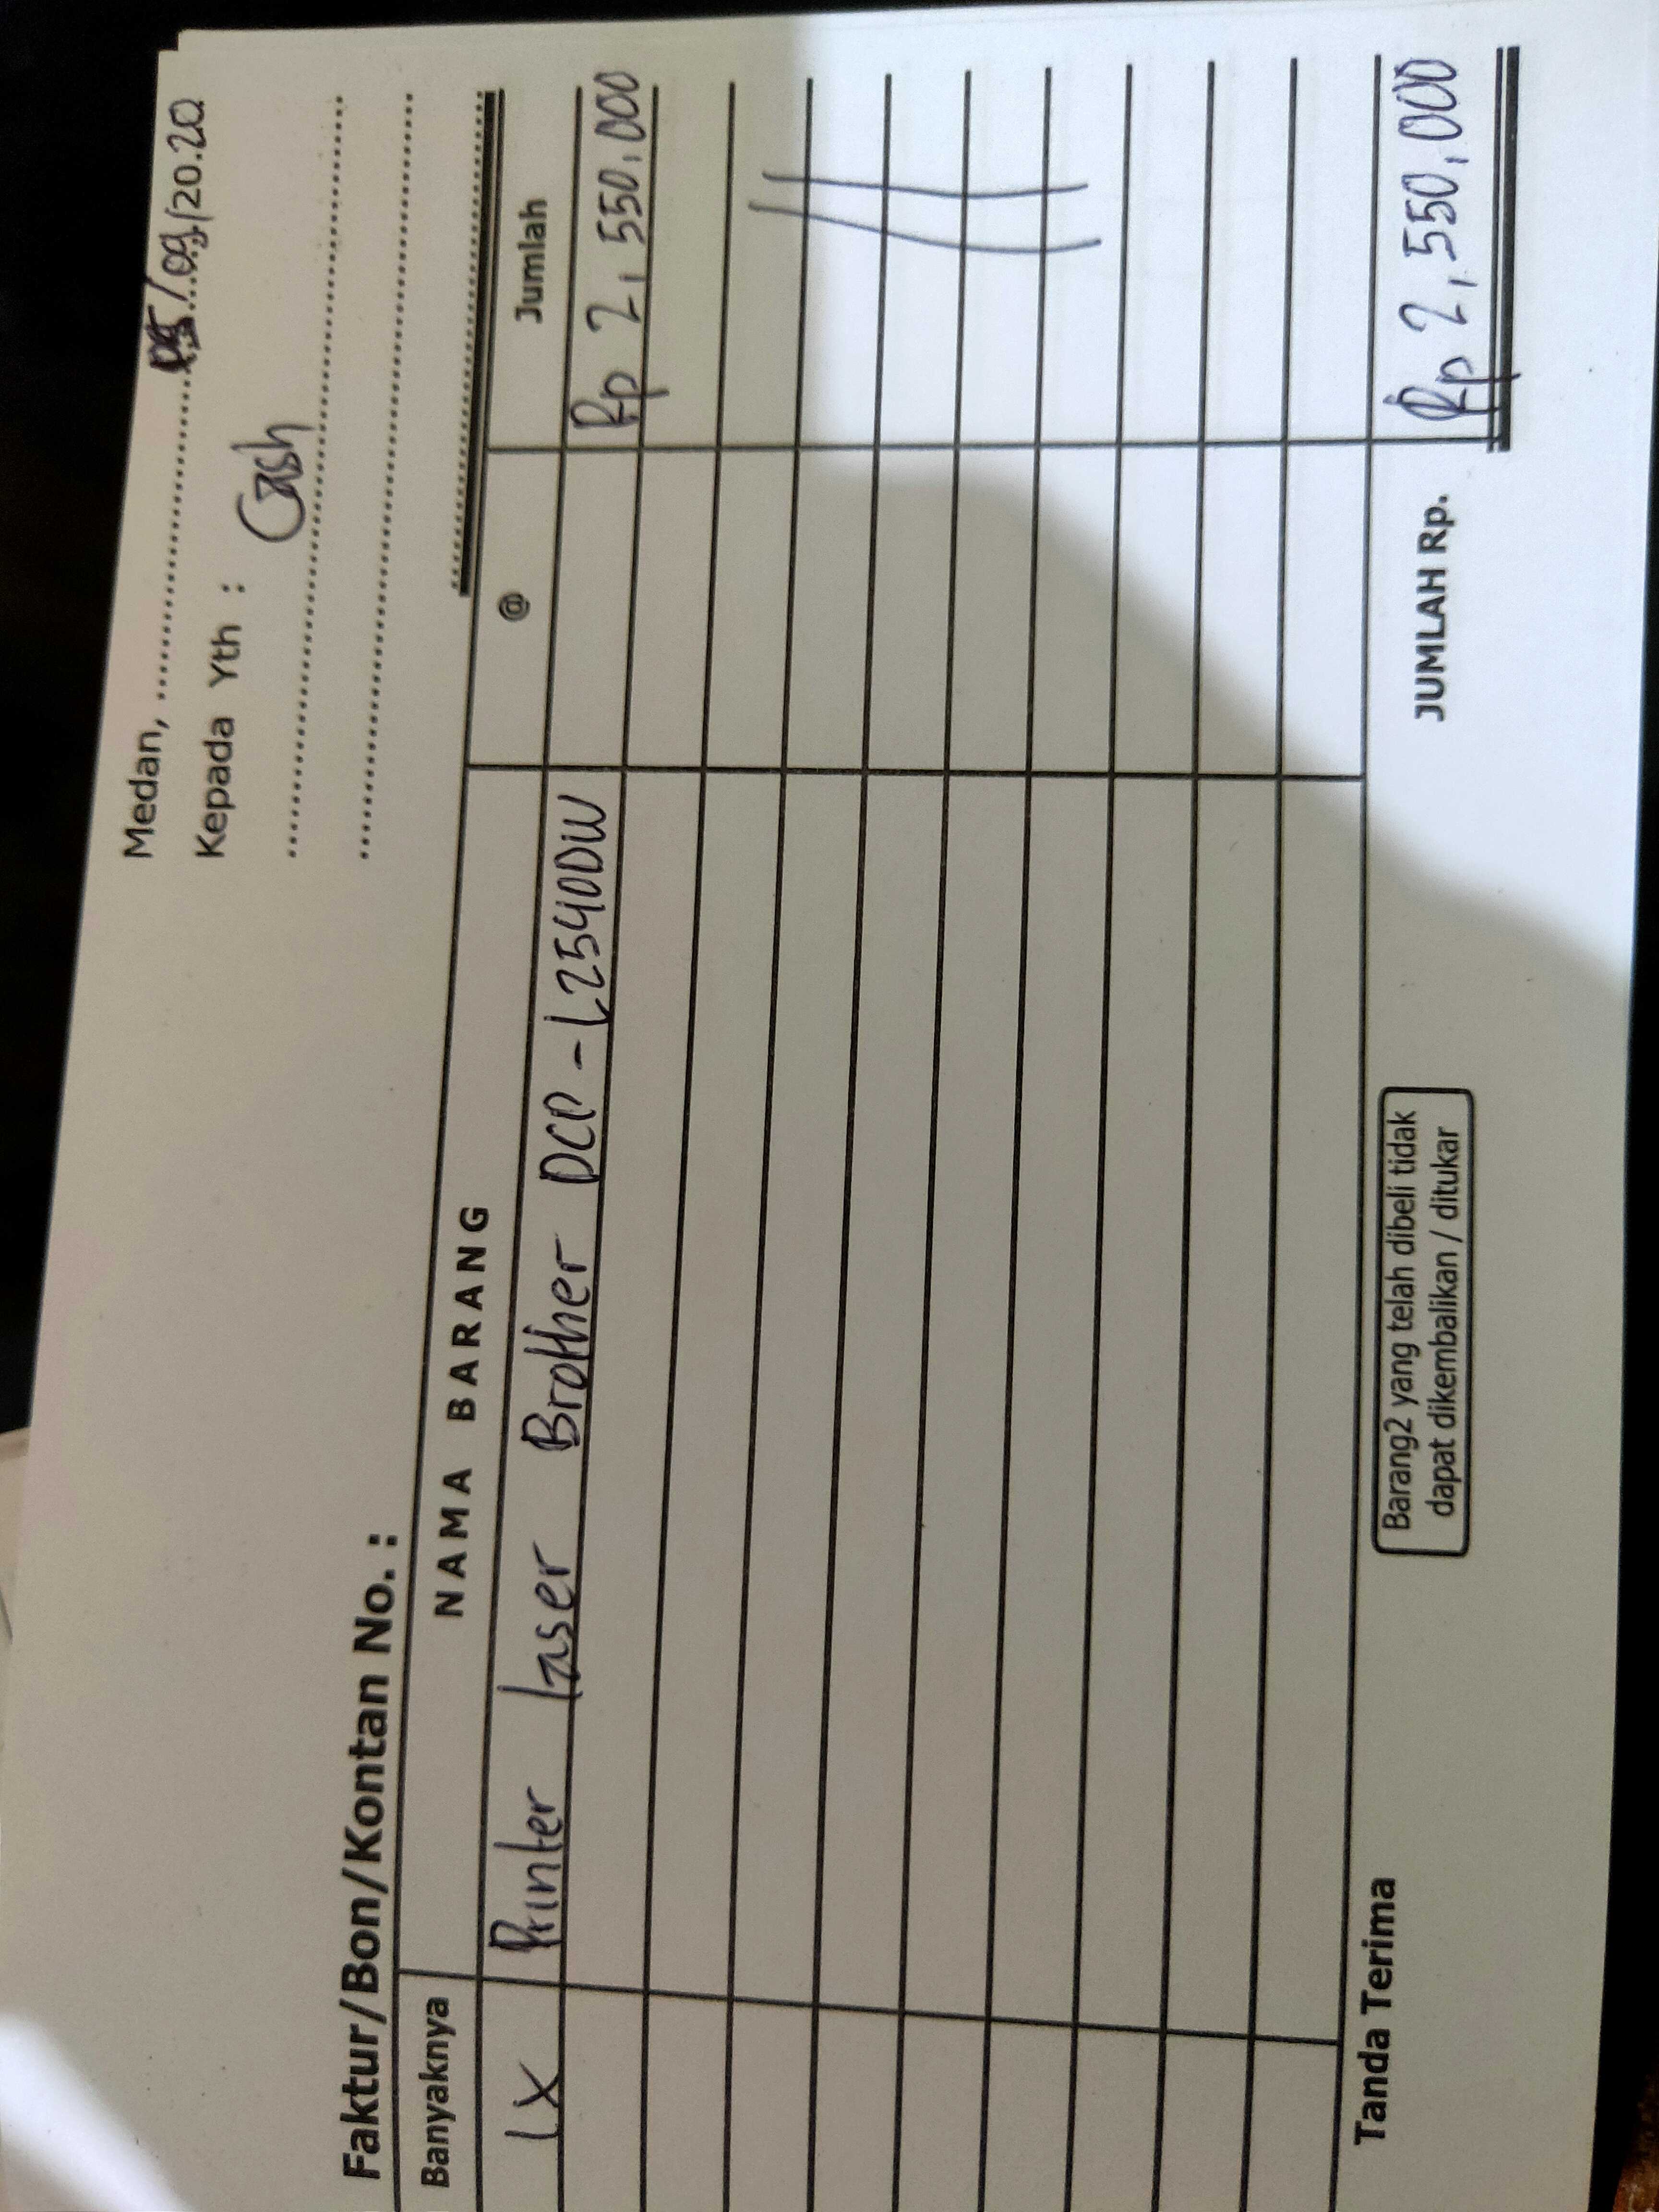 Medan, 05/09/2020
Kepada Yth : Cash
Faktur/Bon/Kontan No. :
Banyaknya NAMA BARANG @ Jumlah
1X Printer laser Brother DCP-L2540DW Rp 2,550,000
Tanda Terima
Barang2 yang telah dibeli tidak
dapat dikembalikan / ditukar
JUMLAH Rp. Rp 2,550,000